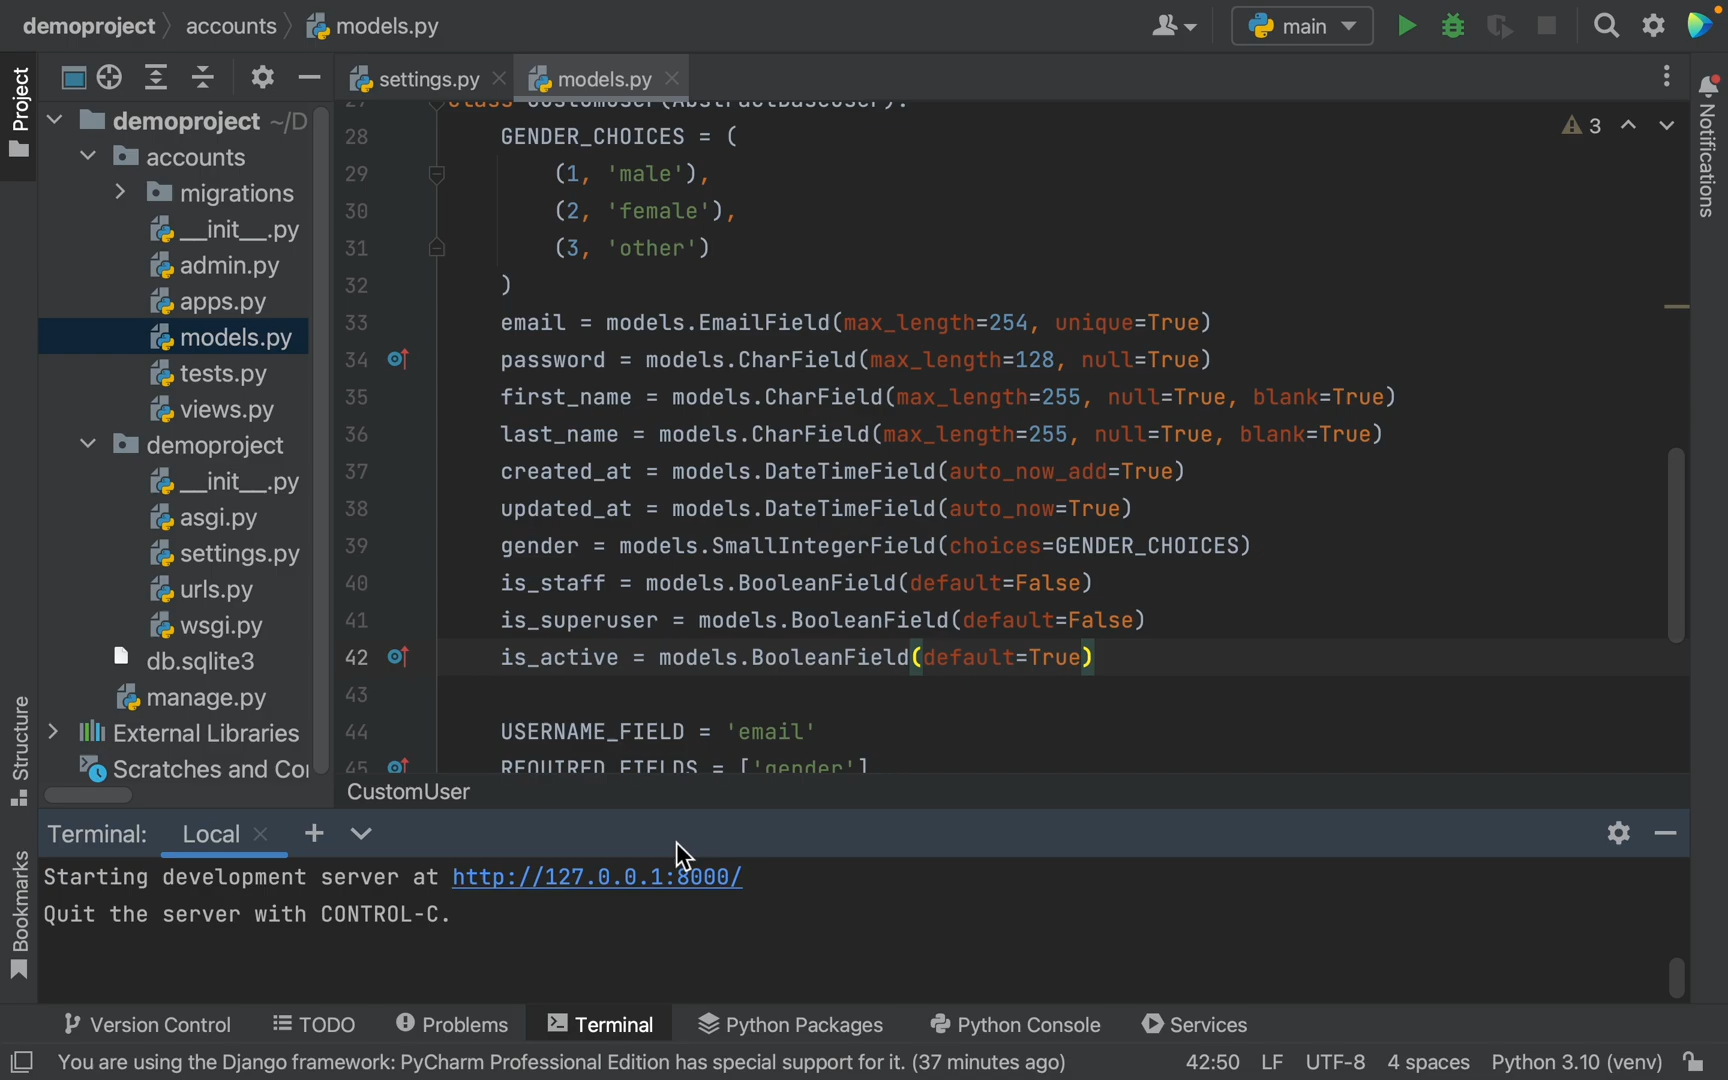 demoproject accounts models.py main
Project
settings.py models.py
demoproject ~/D
accounts
migrations
__init__.py
admin.py
apps.py
models.py
tests.py
views.py
demoproject
__init__.py
asgi.py
settings.py
urls.py
wsgi.py
db.sqlite3
manage.py
External Libraries
Scratches and Co
27 class CustomUser(AbstractBaseUser):
28 GENDER_CHOICES = (
29 (1, 'male'),
30 (2, 'female'),
31 (3, 'other')
32 )
33 email = models.EmailField(max_length=254, unique=True)
34 password = models.CharField(max_length=128, null=True)
35 first_name = models.CharField(max_length=255, null=True, blank=True)
36 last_name = models.CharField(max_length=255, null=True, blank=True)
37 created_at = models.DateTimeField(auto_now_add=True)
38 updated_at = models.DateTimeField(auto_now=True)
39 gender = models.SmallIntegerField(choices=GENDER_CHOICES)
40 is_staff = models.BooleanField(default=False)
41 is_superuser = models.BooleanField(default=False)
42 is_active = models.BooleanField(default=True)
43
44 USERNAME_FIELD = 'email'
45 REQUIRED_FIELDS = ['gender']
3
Notifications
CustomUser
Structure
Bookmarks
Terminal: Local
Starting development server at http://127.0.0.1:8000/
Quit the server with CONTROL-C.
Version Control TODO Problems Terminal Python Packages Python Console Services
You are using the Django framework: PyCharm Professional Edition has special support for it. (37 minutes ago) 42:50 LF UTF-8 4 spaces Python 3.10 (venv)